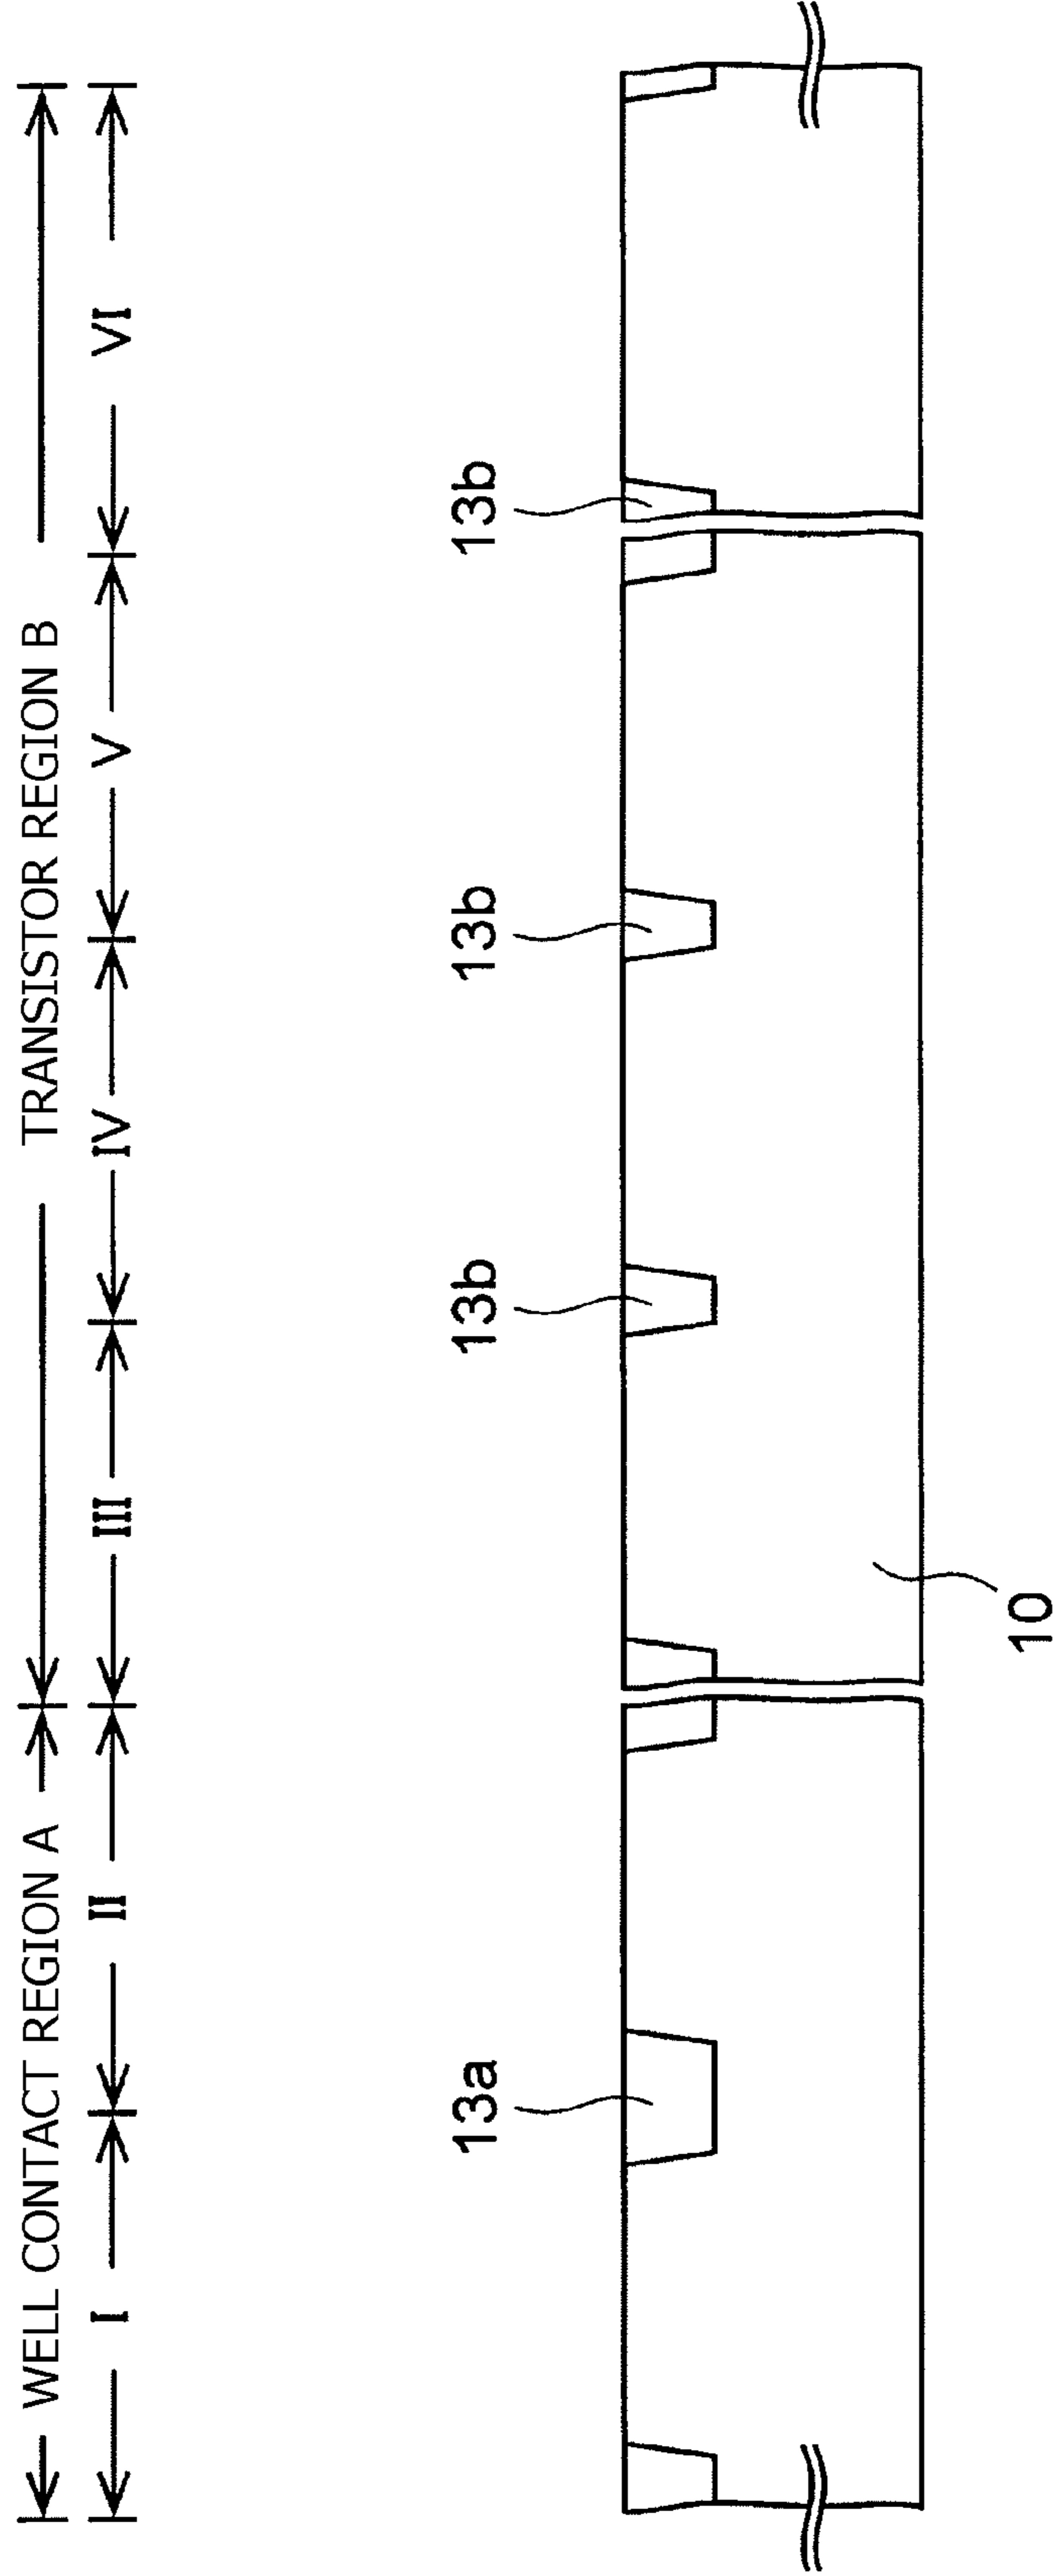 WELL CONTACT REGION A TRANSISTOR REGION B
I II III IV V VI
13a 13b 13b 13b
10